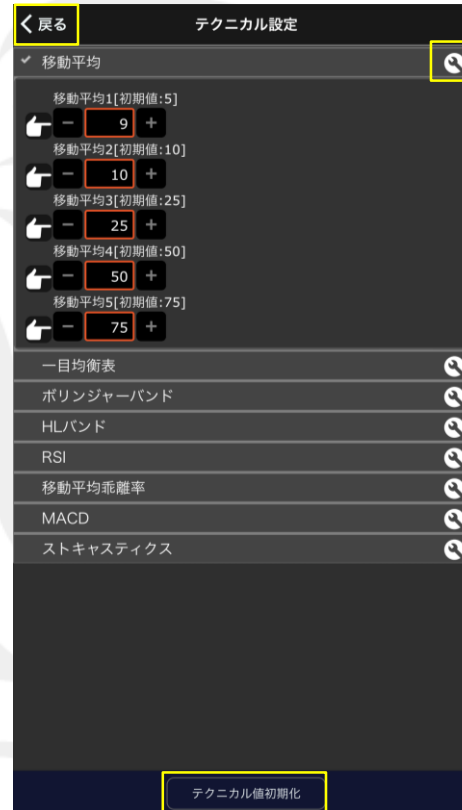 戻る
テクニカル設定
移動平均
移動平均1[初期値:5]
− 9 +
移動平均2[初期値:10]
− 10 +
移動平均3[初期値:25]
− 25 +
移動平均4[初期値:50]
− 50 +
移動平均5[初期値:75]
− 75 +
一目均衡表
ボリンジャーバンド
HLバンド
RSI
移動平均乖離率
MACD
ストキャスティクス
テクニカル値初期化